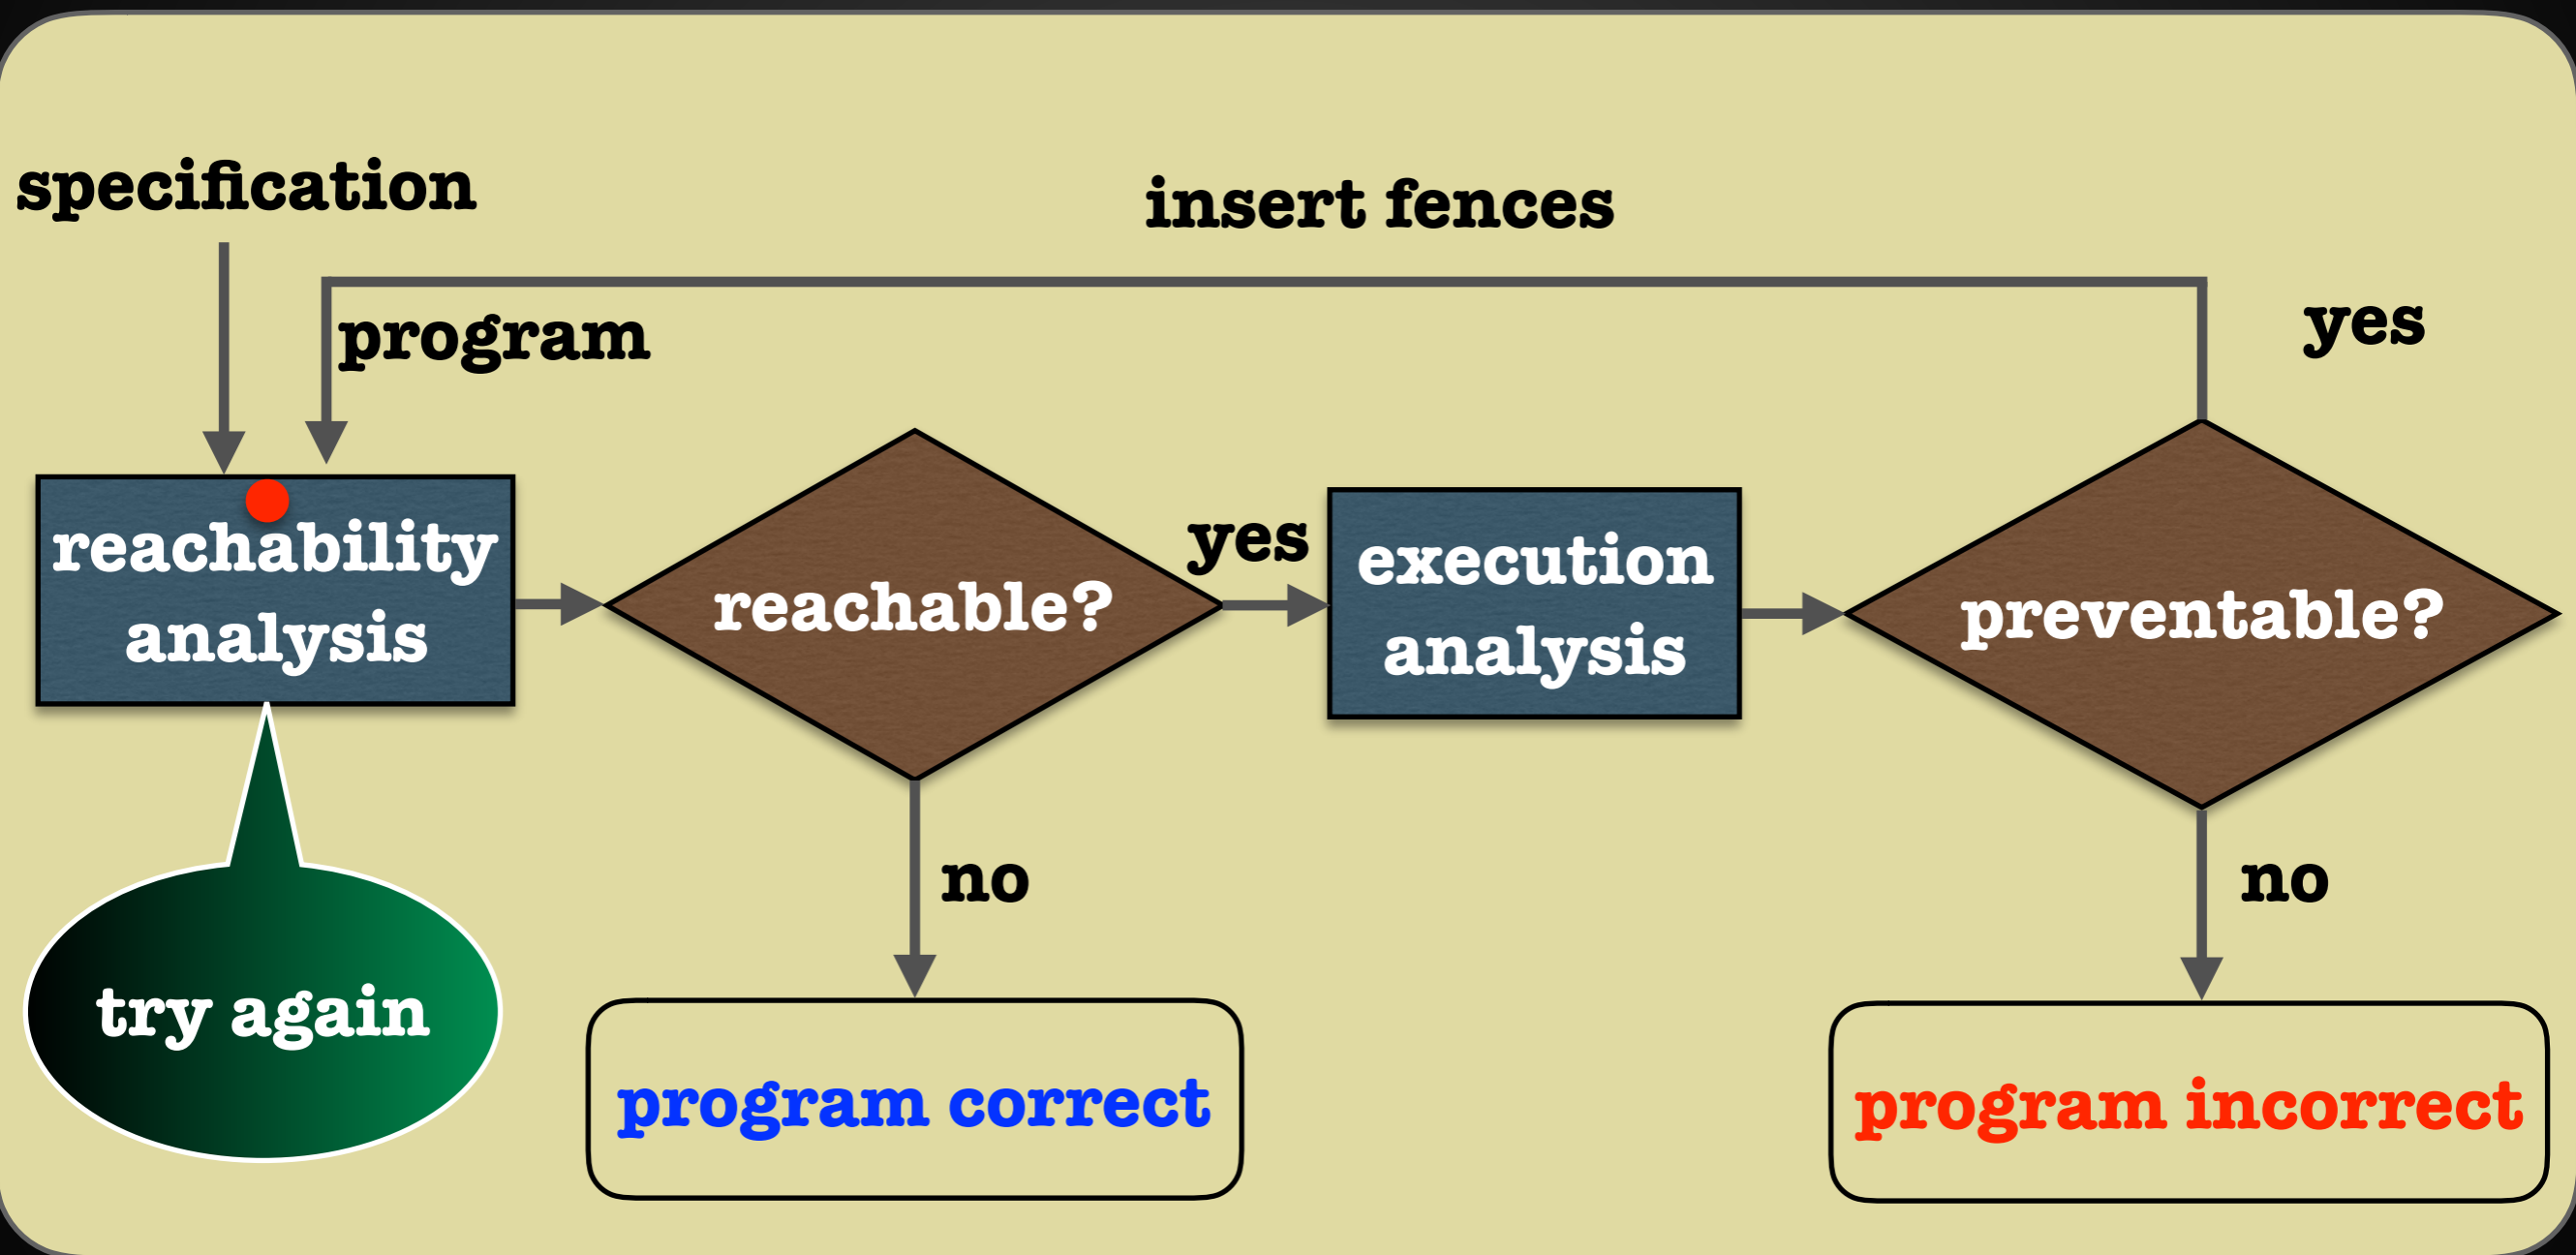 specification
insert fences
program
yes
reachability
analysis
reachable?
yes
execution
analysis
preventable?
no
no
try again
program correct
program incorrect